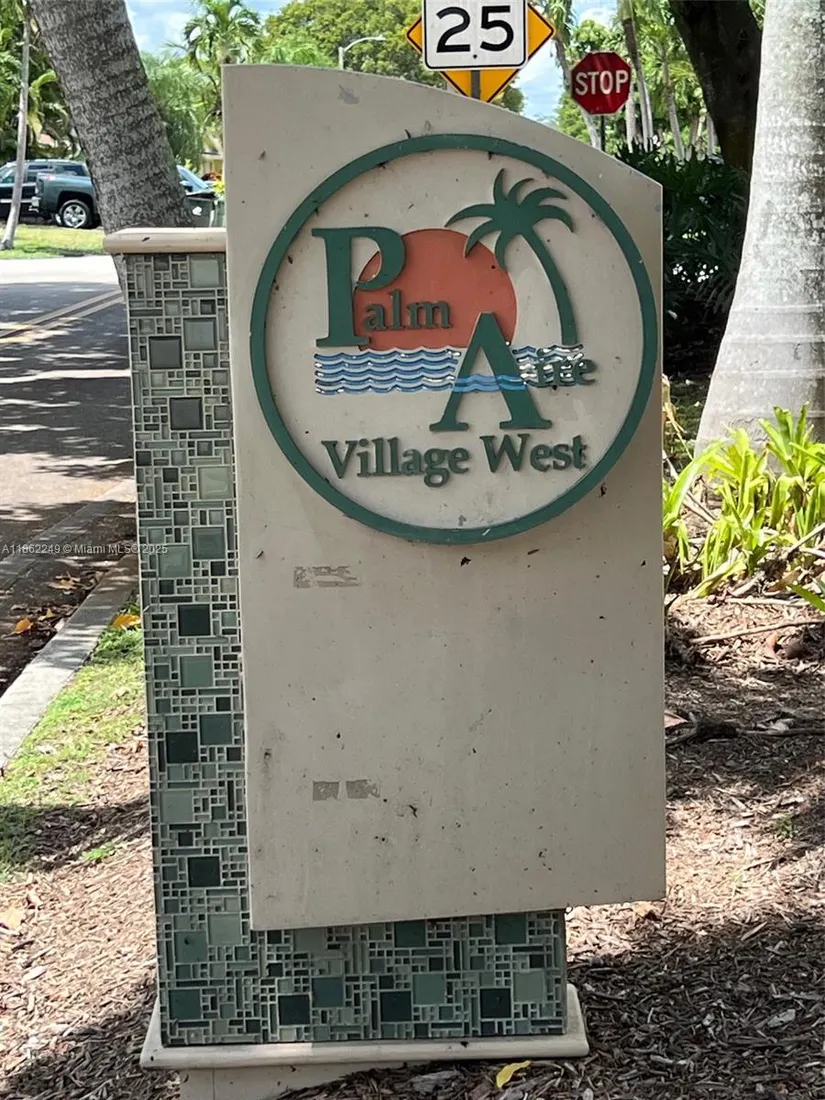 25
STOP
Palm
Aire
Village West
A11862249 © Miami MLS © 2025